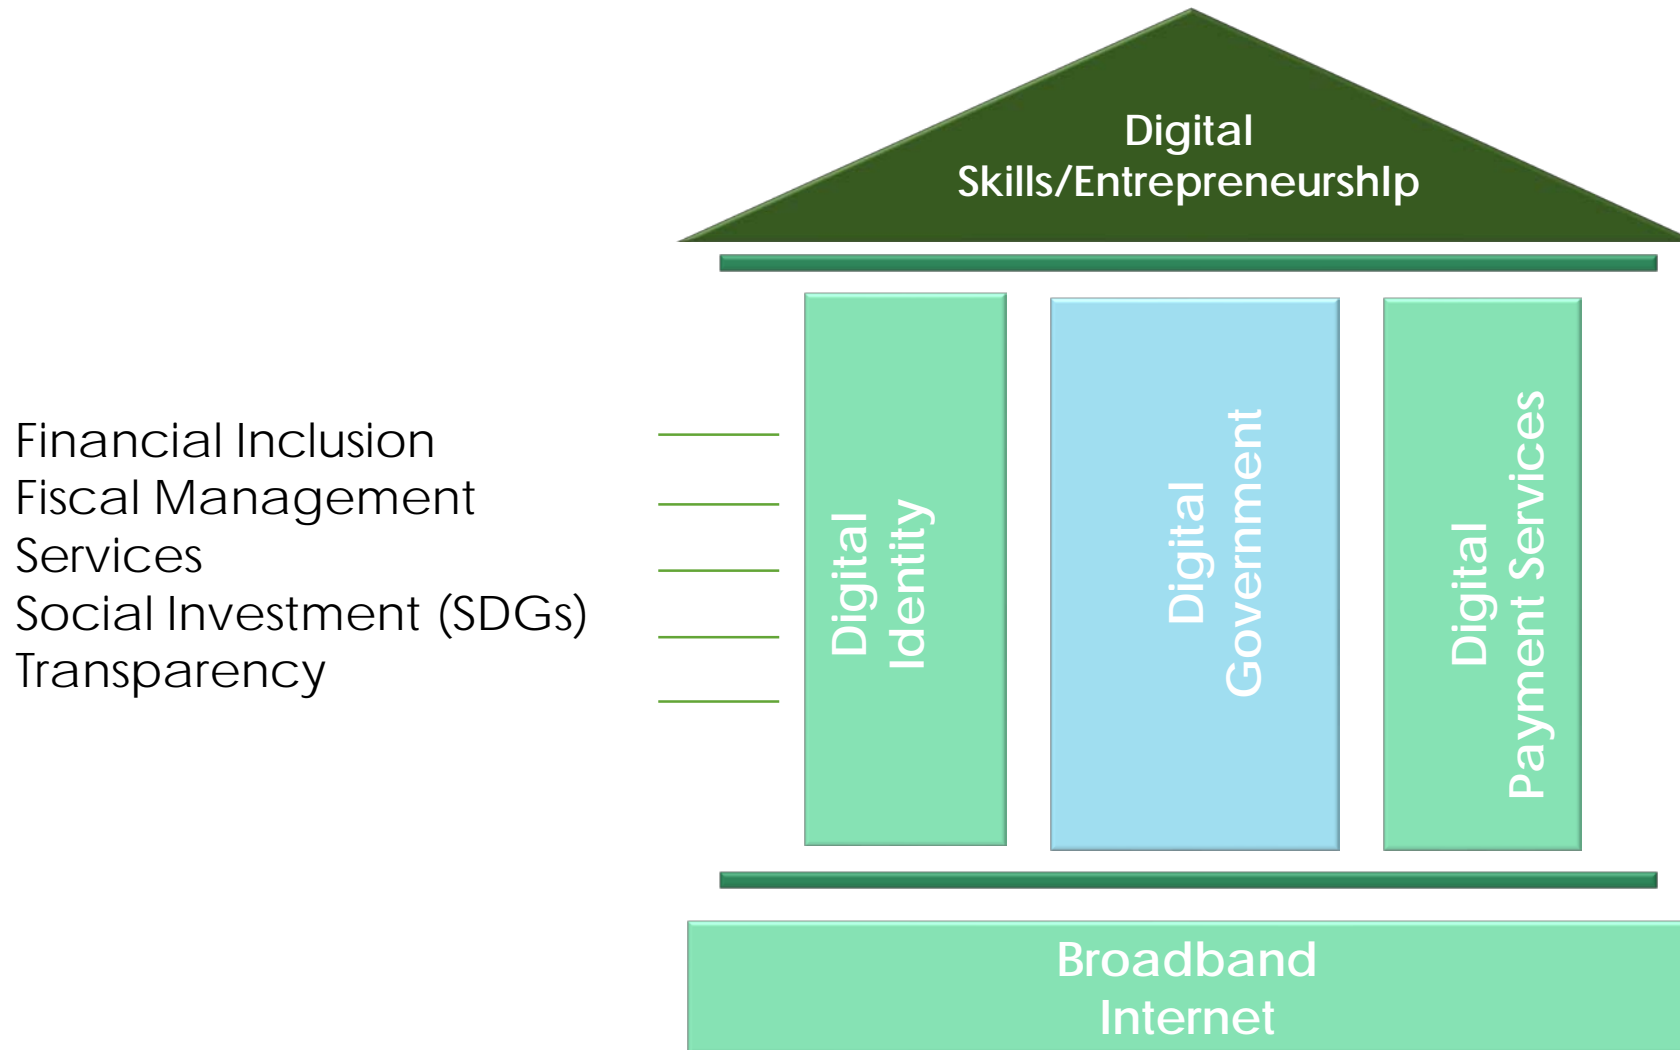 Digital
Skills/EntrepreneurshIp
Financial Inclusion
Fiscal Management
Services
Social Investment (SDGs)
Transparency
Digital
Identity
Digital
Government
Digital
Payment Services
Broadband
Internet